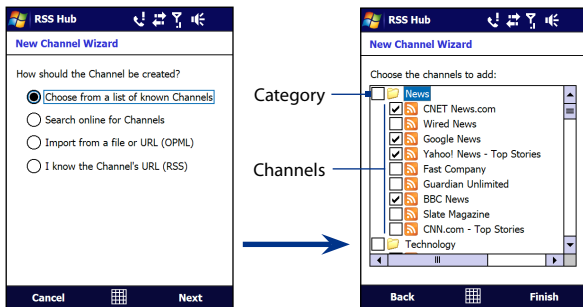 RSS Hub
New Channel Wizard
How should the Channel be created?
Choose from a list of known Channels
Search online for Channels
Import from a file or URL (OPML)
I know the Channel's URL (RSS)
Cancel
Next
Category
Channels
RSS Hub
New Channel Wizard
Choose the channels to add:
News
CNET News.com
Wired News
Google News
Yahoo! News - Top Stories
Fast Company
Guardian Unlimited
BBC News
Slate Magazine
CNN.com - Top Stories
Technology
Back
Finish